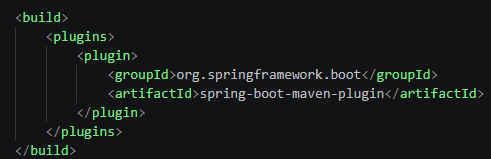 <build>
<plugins>
<plugin>
<groupId>org.springframework.boot</groupId>
<artifactId>spring-boot-maven-plugin</artifactId>
</plugin>
</plugins>
</build>